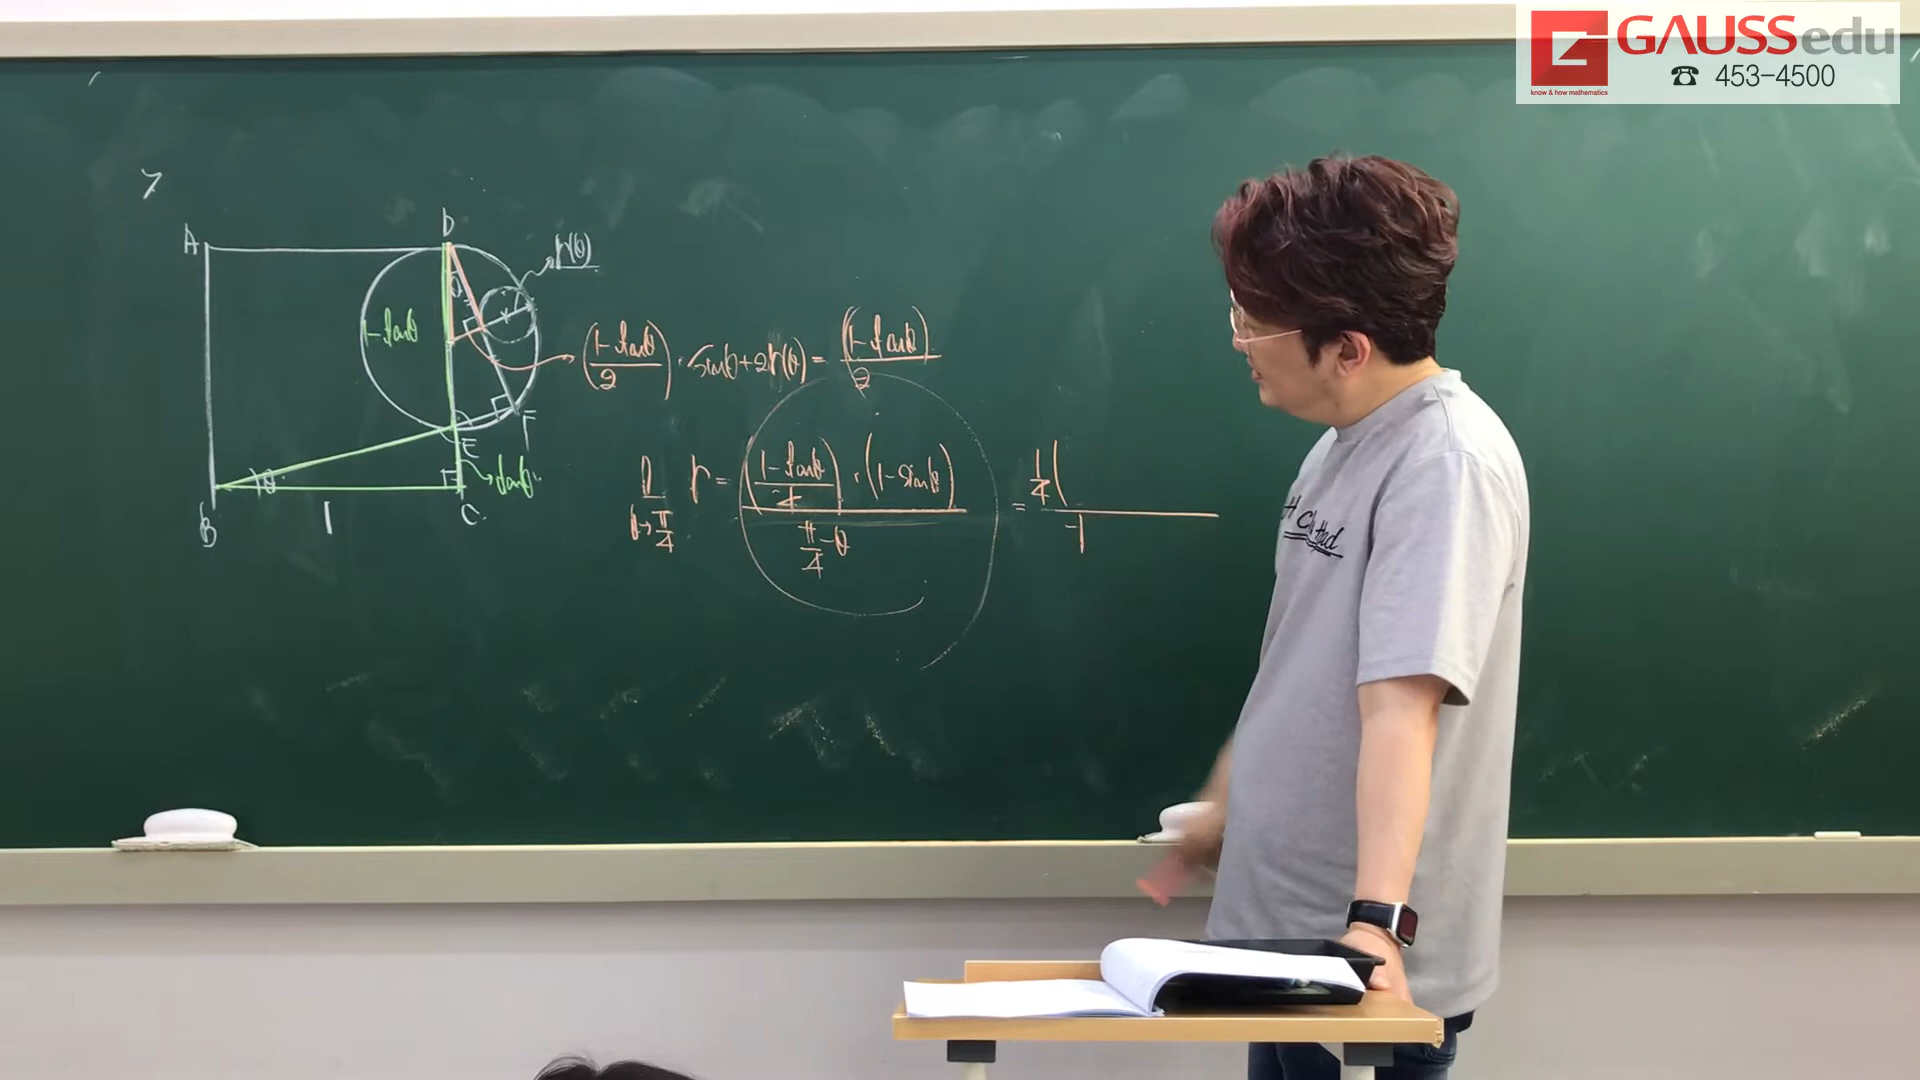 GAUSSedu
know & how mathematics
☎ 453-4500
7
A
D
r(θ)
1-tanθ
θ
(1-tanθ)/2 · sinθ+2r(θ) = (1-tanθ)/2
F
E
θ
tanθ
B
1
C
l θ→π/4 r = ((1-tanθ)/4 · (1-sinθ))/(π/4-θ) = 1/4( /-1